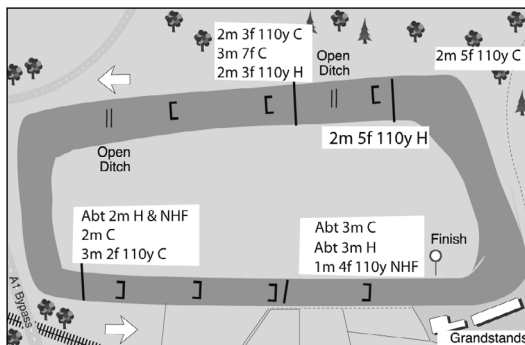 2m 3f 110y C
3m 7f C
2m 3f 110y H
Open
Ditch
2m 5f 110y C
2m 5f 110y H
Open
Ditch
Abt 2m H & NHF
2m C
3m 2f 110y C
Abt 3m C
Abt 3m H
1m 4f 110y NHF
Finish
A1 Bypass
Grandstands